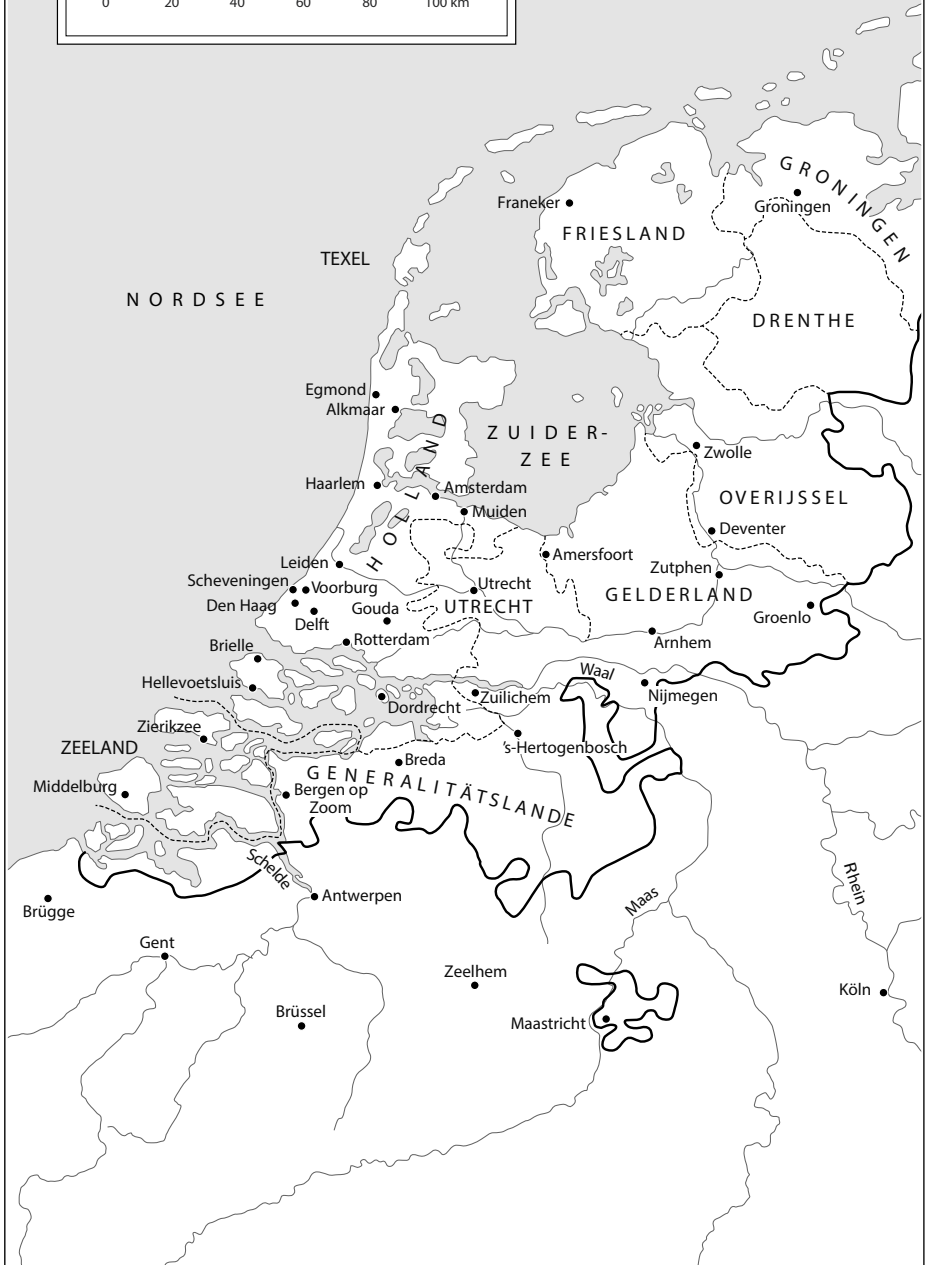 0 20 40 60 80 100 km
GRONINGEN
Franeker
Groningen
FRIESLAND
TEXEL
NORDSEE
DRENTHE
Egmond
Alkmaar
HOLLAND
ZUIDER-
ZEE
Zwolle
Haarlem
Amsterdam
OVERIJSSEL
Muiden
Deventer
Amersfoort
Leiden
Zutphen
Scheveningen
Voorburg
Utrecht
GELDERLAND
Den Haag
Gouda
UTRECHT
Groenlo
Delft
Rotterdam
Arnhem
Brielle
Waal
Hellevoetsluis
Nijmegen
Zuilichem
Dordrecht
Zierikzee
ZEELAND
's-Hertogenbosch
Breda
GENERALITÄTSLANDE
Middelburg
Bergen op
Zoom
Schelde
Rhein
Antwerpen
Maas
Brügge
Gent
Zeelhem
Köln
Brüssel
Maastricht